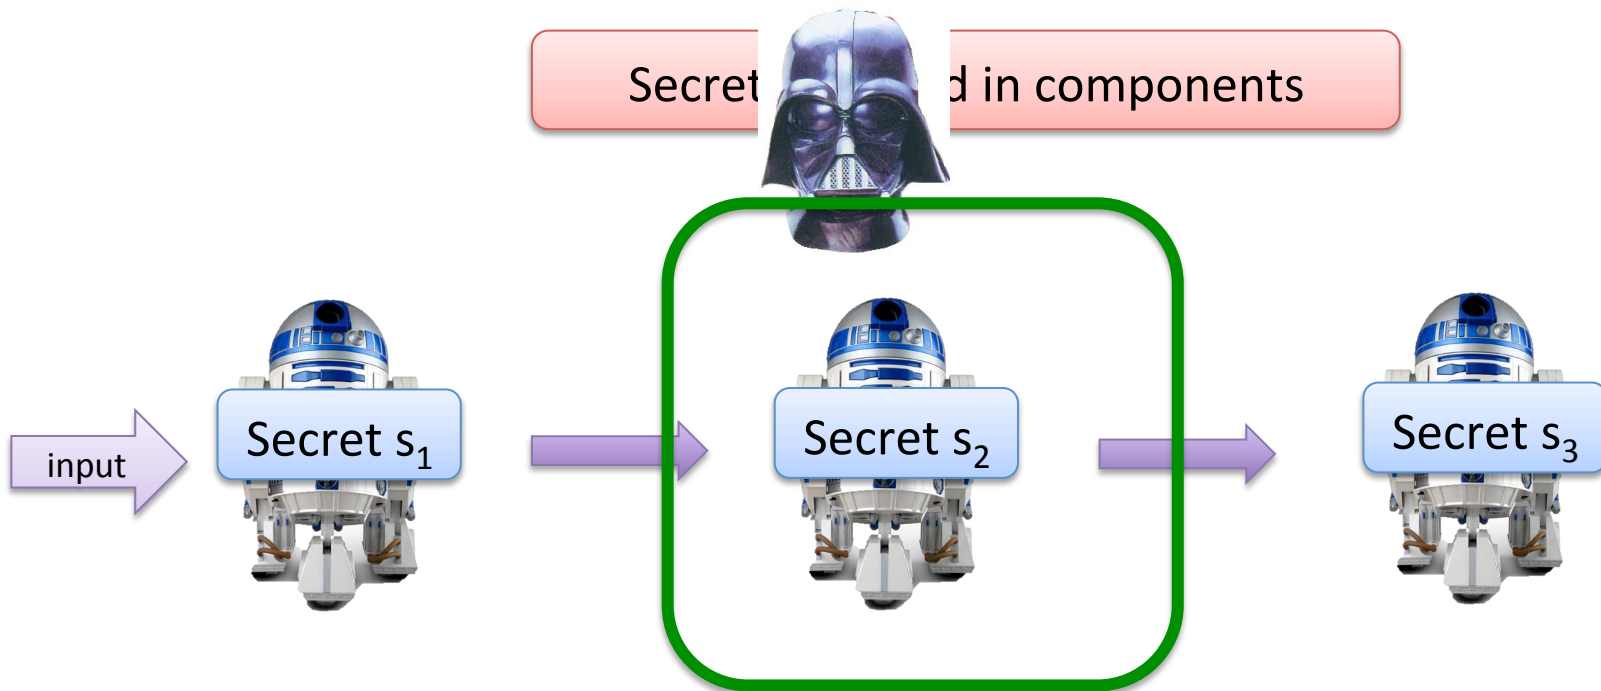 Secret d in components
input
Secret s₁
Secret s₂
Secret s₃